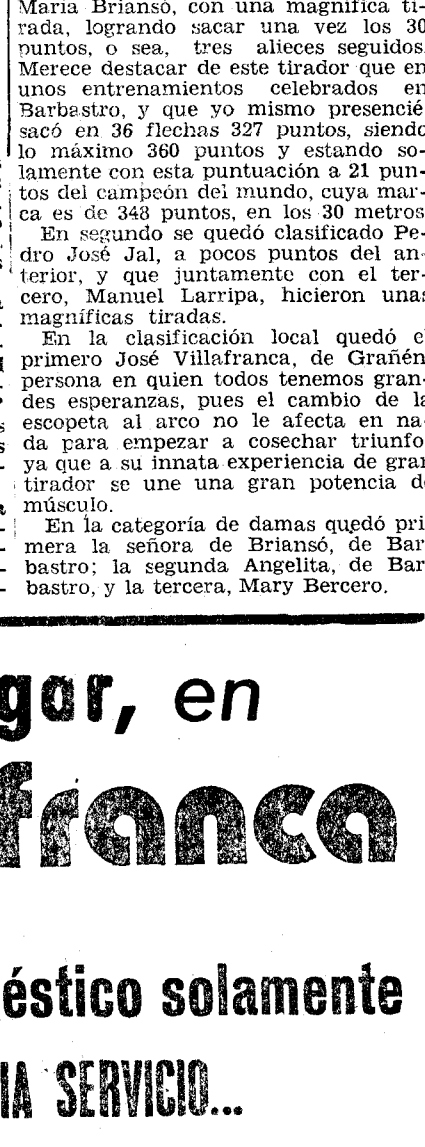 María Briansó, con una magnífica ti-
rada, logrando sacar una vez los 30
puntos, o sea, tres alieces seguidos.
Merece destacar de este tirador que en
unos entrenamientos celebrados en
Barbastro, y que yo mismo presencié
sacó en 36 flechas 327 puntos, siendo
lo máximo 360 puntos y estando so-
lamente con esta puntuación a 21 pun-
tos del campeón del mundo, cuya mar-
ca es de 348 puntos, en los 30 metros
En segundo se quedó clasificado Pe-
dro José Jal, a pocos puntos del an-
terior, y que juntamente con el ter-
cero, Manuel Larripa, hicieron unas
magníficas tiradas.
En la clasificación local quedó el
primero José Villafranca, de Grañén
persona en quien todos tenemos gran-
des esperanzas, pues el cambio de la
escopeta al arco no le afecta en na-
da para empezar a cosechar triunfo
ya que a su innata experiencia de gran
tirador se une una gran potencia d
músculo.
En la categoría de damas quedó pri
mera la señora de Briansó, de Bar
bastro; la segunda Angelita, de Bar
bastro, y la tercera, Mary Bercero.
gar, en
franca
éstico solamente
IA SERVICIO...